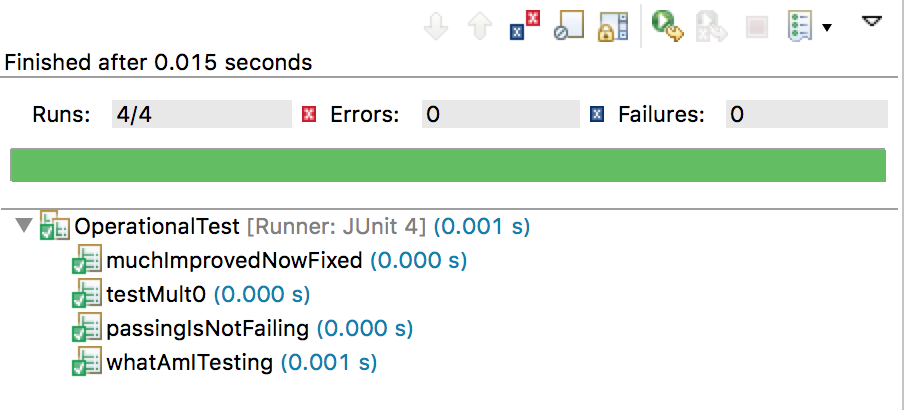 Finished after 0.015 seconds
Runs: 4/4 Errors: 0 Failures: 0
OperationalTest [Runner: JUnit 4] (0.001 s)
muchImprovedNowFixed (0.000 s)
testMult0 (0.000 s)
passingIsNotFailing (0.000 s)
whatAmITesting (0.001 s)